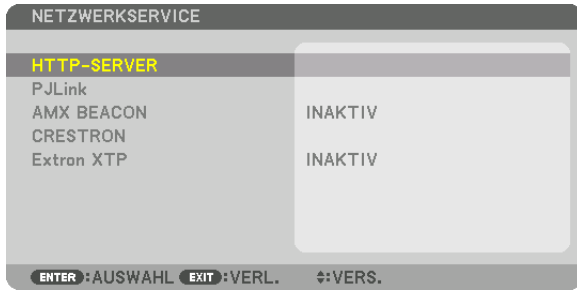 NETZWERKSERVICE
HTTP-SERVER
PJLink
AMX BEACON INAKTIV
CRESTRON
Extron XTP INAKTIV
ENTER :AUSWAHL EXIT :VERL. :VERS.